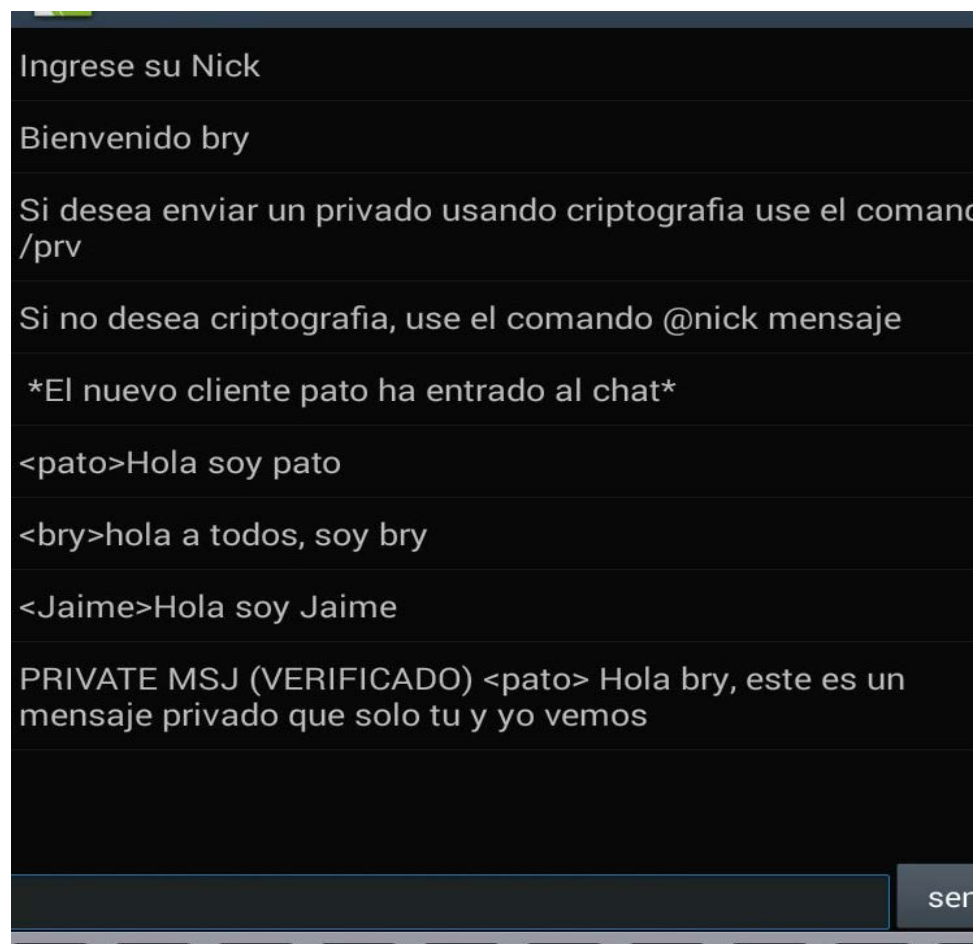 Ingrese su Nick
Bienvenido bry
Si desea enviar un privado usando criptografia use el
/prv
Si no desea criptografia, use el comando @nick mensaje
*El nuevo cliente pato ha entrado al chat*
<pato>Hola soy pato
<bry>hola a todos, soy bry
<Jaime>Hola soy Jaime
PRIVATE MSJ (VERIFICADO) <pato> Hola bry, este es un
mensaje privado que solo tu y yo vemos